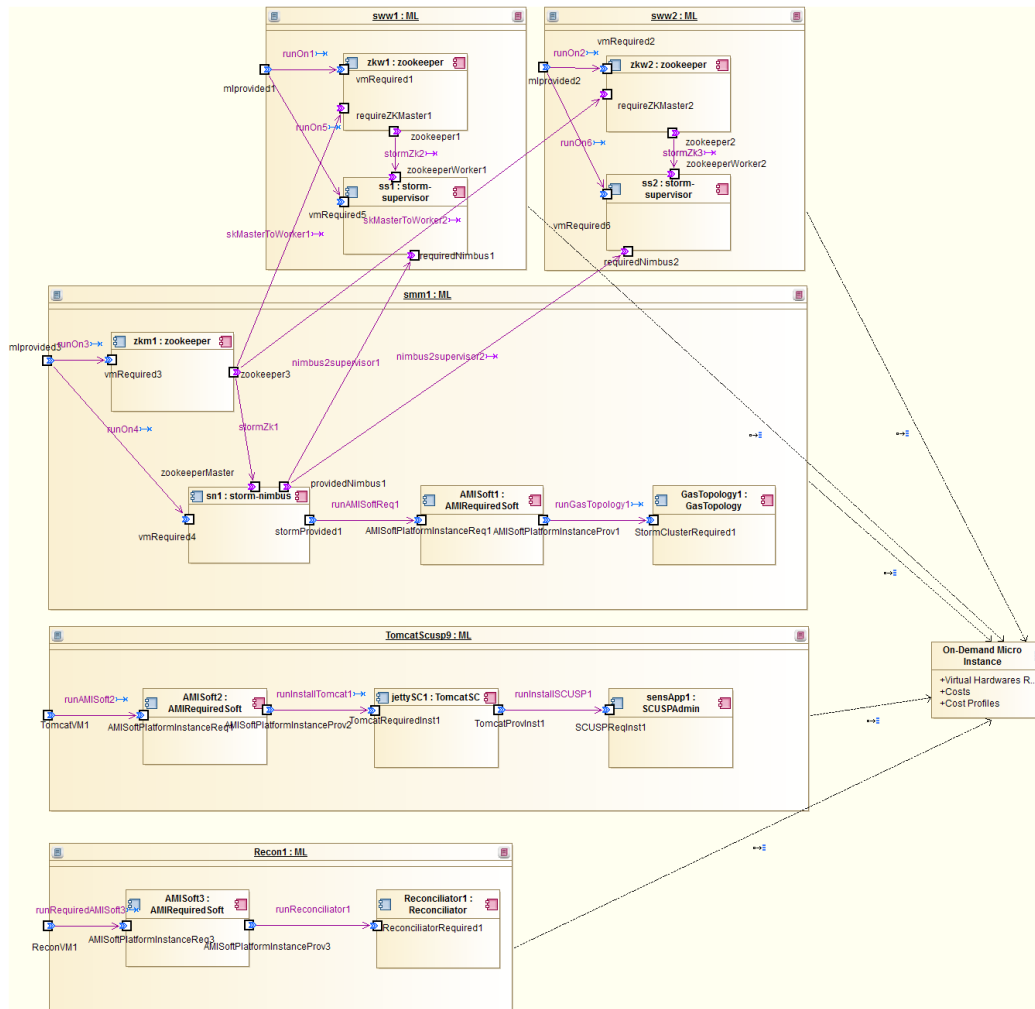 sww1 : ML
runOn1
zkw1 : zookeeper
vmRequired1
mlprovided1
requireZKMaster1
runOn5
zookeeper1
stormZk2
zookeeperWorker1
ss1 : storm-
supervisor
vmRequired5
skMasterToWorker2
skMasterToWorker1
requiredNimbus1
sww2 : ML
vmRequired2
runOn2
zkw2 : zookeeper
mlprovided2
requireZKMaster2
runOn6
zookeeper2
stormZk3
zookeeperWorker2
ss2 : storm-
supervisor
vmRequired6
requiredNimbus2
smm1 : ML
mlprovided3
runOn3
zkm1 : zookeeper
vmRequired3
zookeeper3
nimbus2supervisor1
nimbus2supervisor2
runOn4
stormZk1
zookeeperMaster
providedNimbus1
sn1 : storm-nimbus
vmRequired4
stormProvided1
runAMISoftReq1
AMISoft1 :
AMIRequiredSoft
AMISoftPlatformInstanceReq1
AMISoftPlatformInstanceProv1
runGasTopology1
GasTopology1 :
GasTopology
StormClusterRequired1
TomcatScusp9 : ML
runAMISoft2
TomcatVM1
AMISoft2 :
AMIRequiredSoft
AMISoftPlatformInstanceReq
AMISoftPlatformInstanceProv2
runInstallTomcat1
jettySC1 : TomcatSC
TomcatRequiredInst1
runInstallSCUSP1
TomcatProvInst1
sensApp1 :
SCUSPAdmin
SCUSPReqInst1
On-Demand Micro
Instance
+Virtual Hardwares R...
+Costs
+Cost Profiles
Recon1 : ML
runRequiredAMISoft3
ReconVM1
AMISoft3 :
AMIRequiredSoft
AMISoftPlatformInstanceReq3
AMISoftPlatformInstanceProv3
runReconciliator1
Reconciliator1 :
Reconciliator
ReconciliatorRequired1